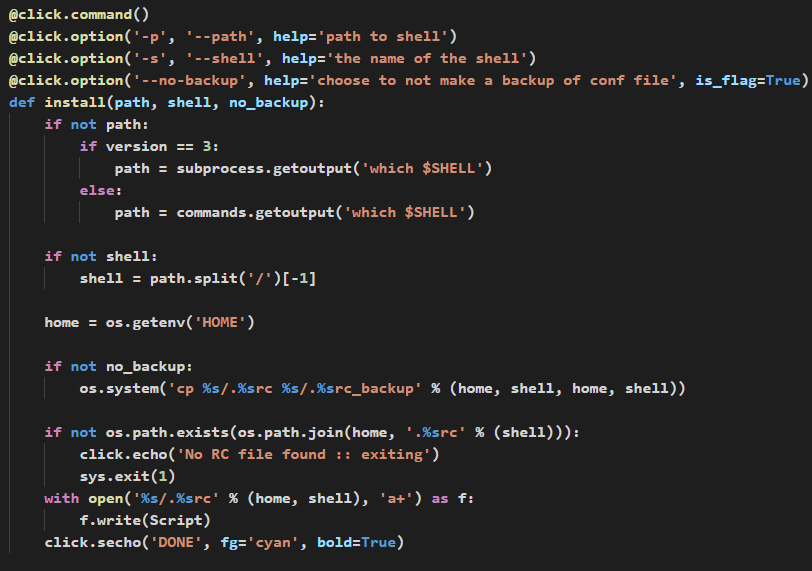 @click.command()
@click.option('-p', '--path', help='path to shell')
@click.option('-s', '--shell', help='the name of the shell')
@click.option('--no-backup', help='choose to not make a backup of conf file', is_flag=True)
def install(path, shell, no_backup):
    if not path:
        if version == 3:
            path = subprocess.getoutput('which $SHELL')
        else:
            path = commands.getoutput('which $SHELL')

    if not shell:
        shell = path.split('/')[-1]

    home = os.getenv('HOME')

    if not no_backup:
        os.system('cp %s/.%src %s/.%src_backup' % (home, shell, home, shell))

    if not os.path.exists(os.path.join(home, '.%src' % (shell))):
        click.echo('No RC file found :: exiting')
        sys.exit(1)
    with open('%s/.%src' % (home, shell), 'a+') as f:
        f.write(Script)
    click.secho('DONE', fg='cyan', bold=True)